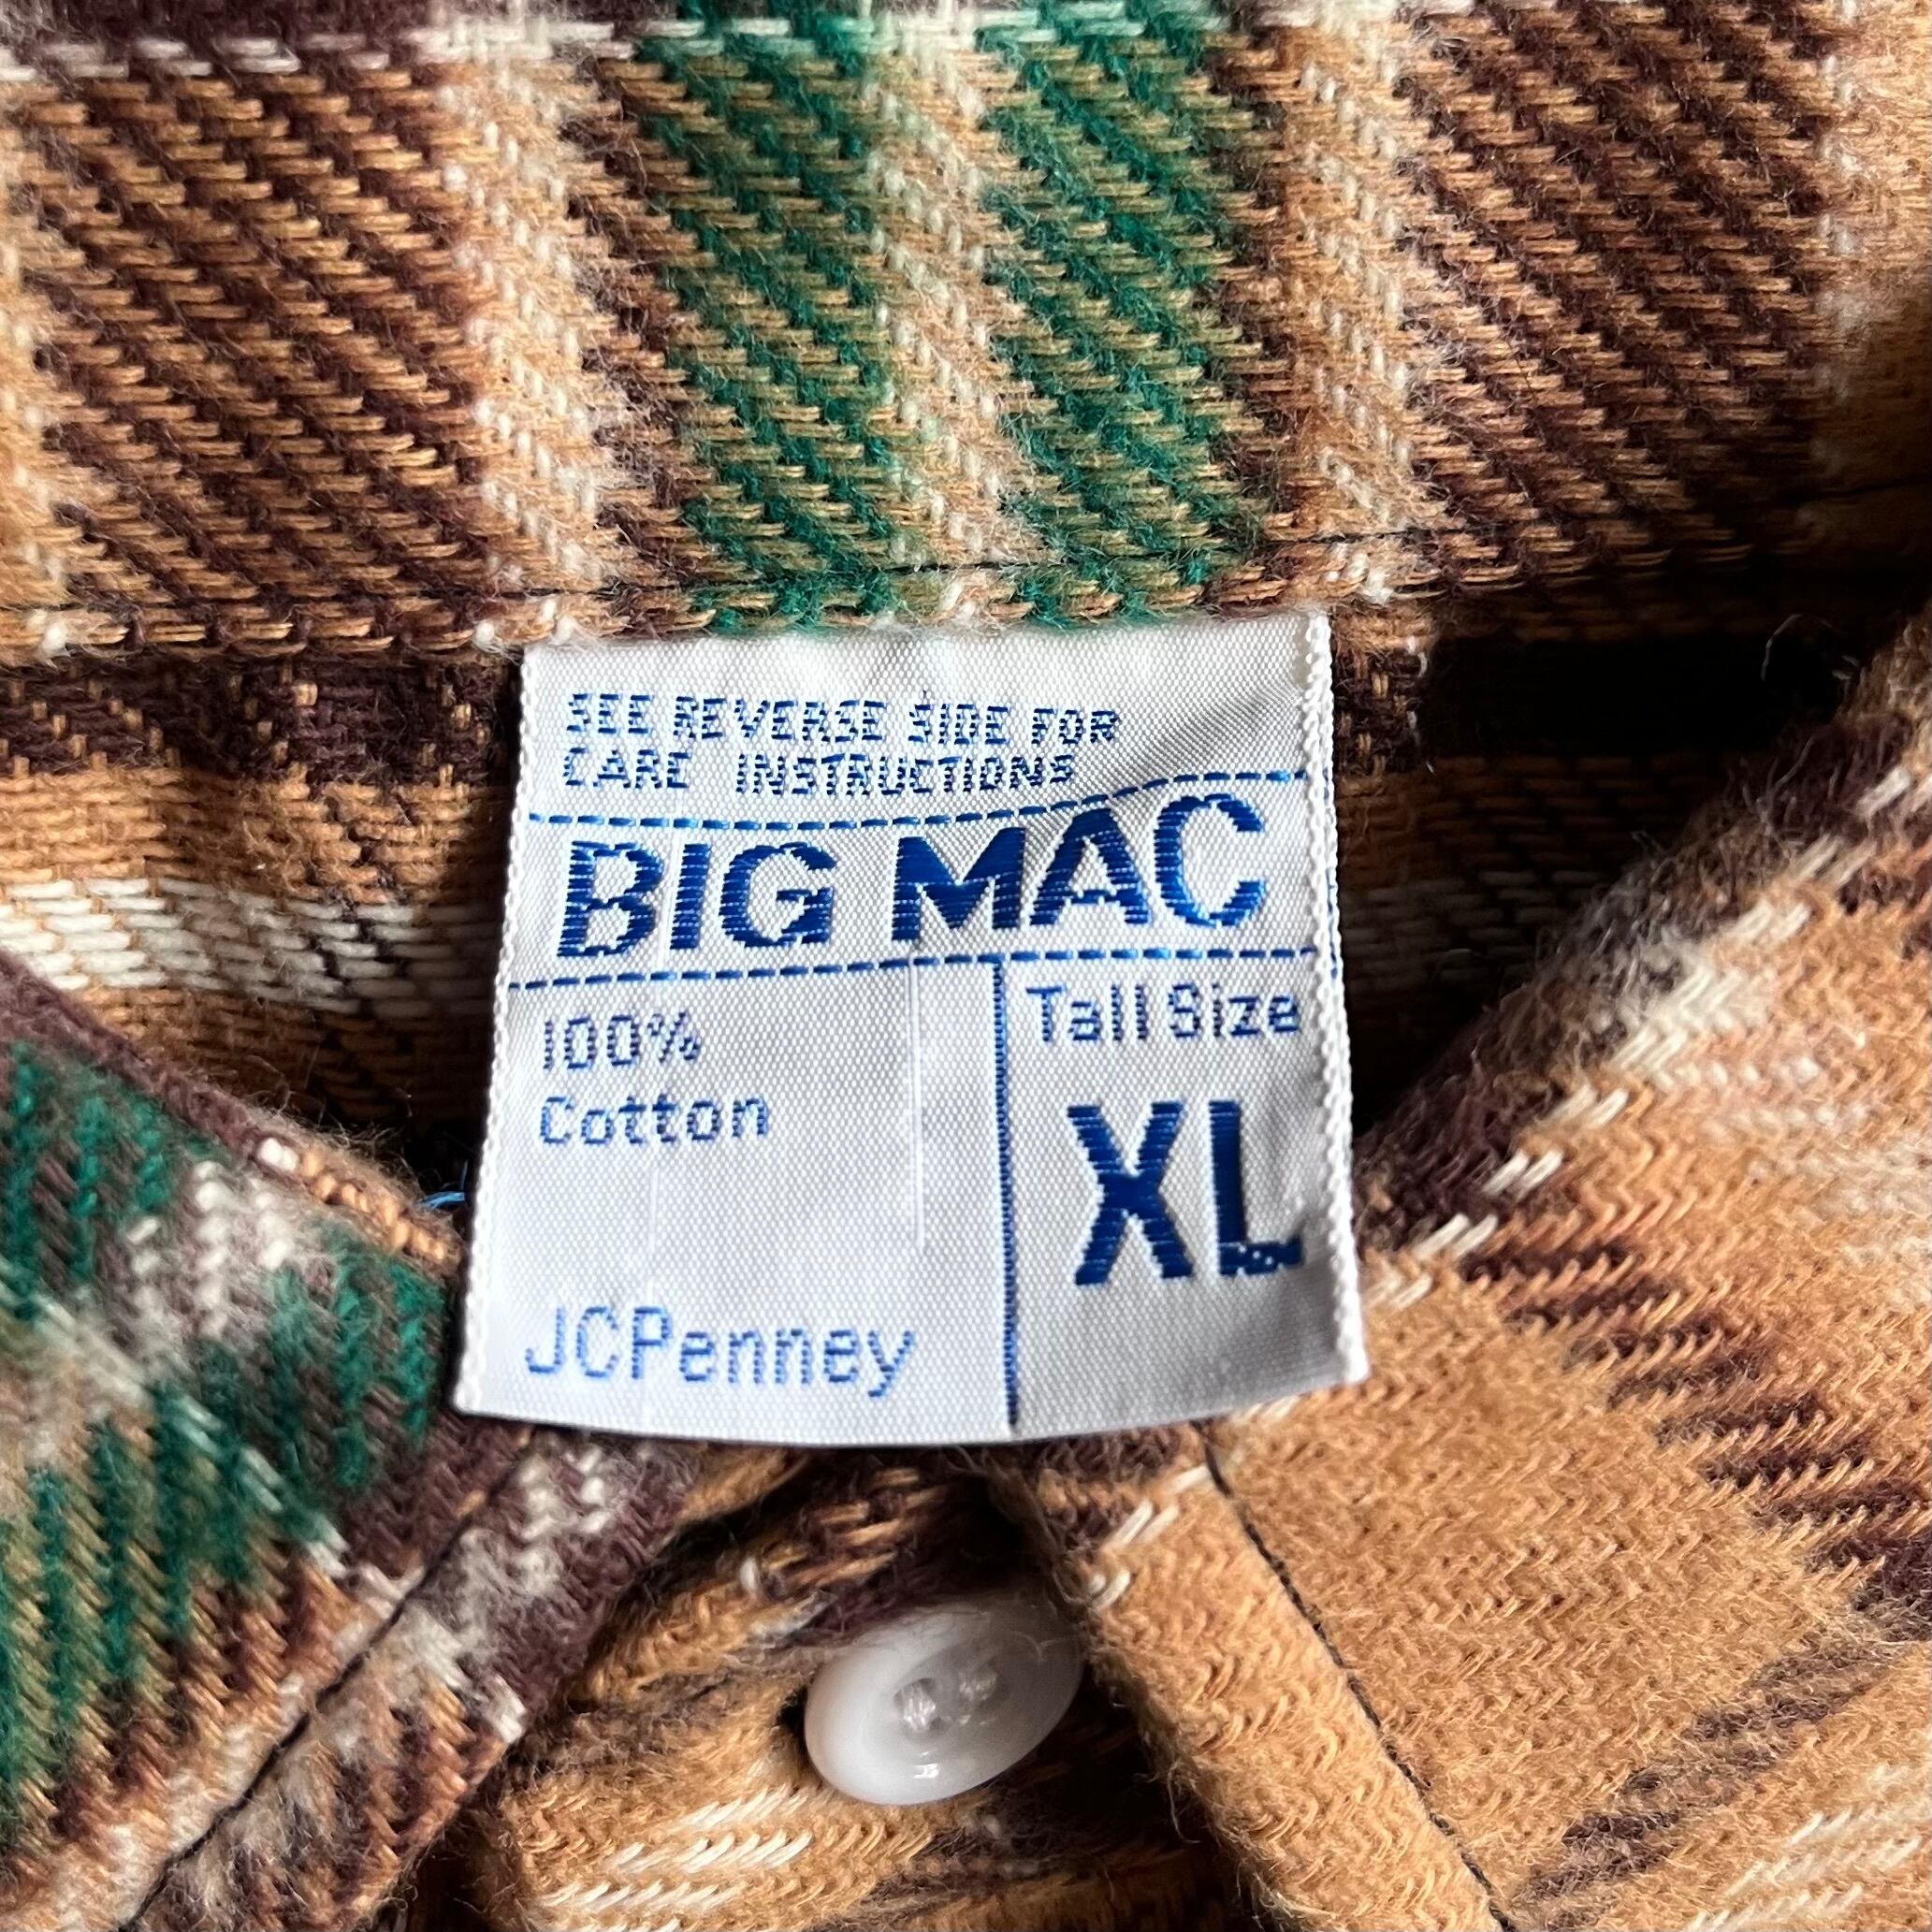 SEE REVERSE SIDE FOR
CARE INSTRUCTIONS
BIG MAC
100%
Cotton
Tall Size
XL
JCPenney